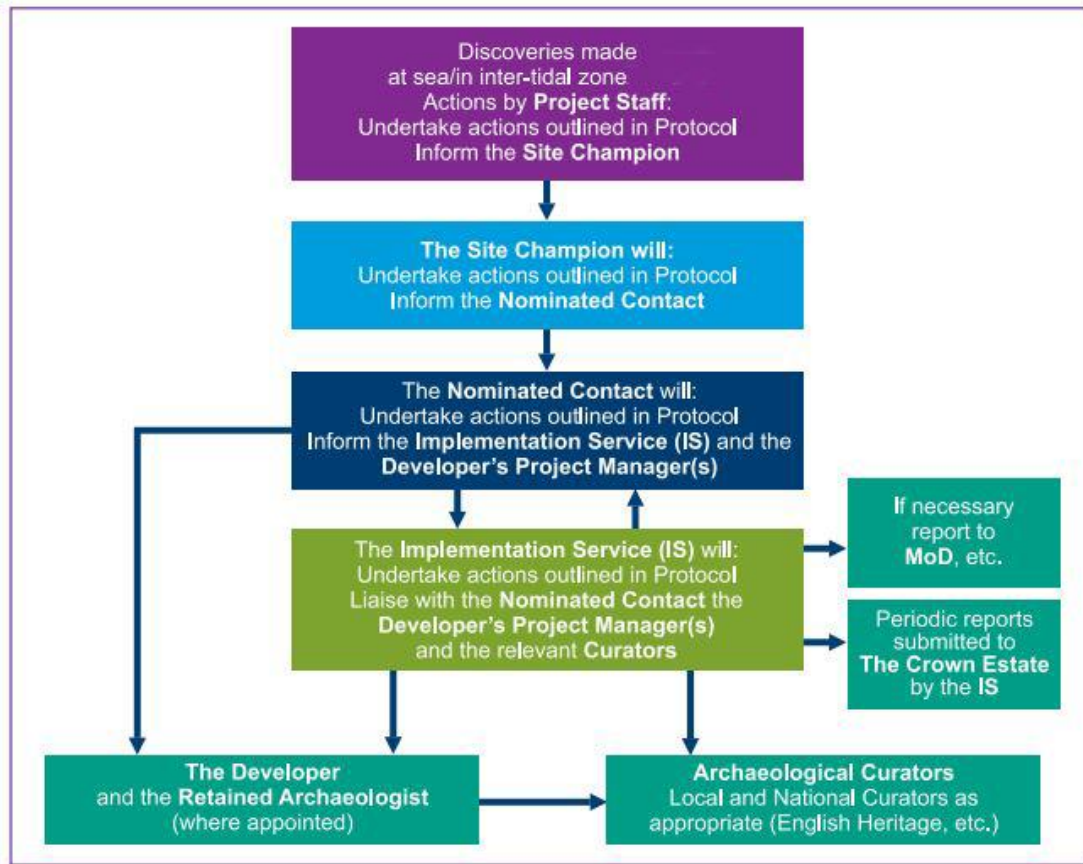 Discoveries made
at sea/in inter-tidal zone
Actions by Project Staff:
Undertake actions outlined in Protocol
Inform the Site Champion
The Site Champion will:
Undertake actions outlined in Protocol
Inform the Nominated Contact
The Nominated Contact will:
Undertake actions outlined in Protocol
Inform the Implementation Service (IS) and the
Developer’s Project Manager(s)
The Implementation Service (IS) will:
Undertake actions outlined in Protocol
Liaise with the Nominated Contact the
Developer’s Project Manager(s)
and the relevant Curators
If necessary
report to
MoD, etc.
Periodic reports
submitted to
The Crown Estate
by the IS
The Developer
and the Retained Archaeologist
(where appointed)
Archaeological Curators
Local and National Curators as
appropriate (English Heritage, etc.)